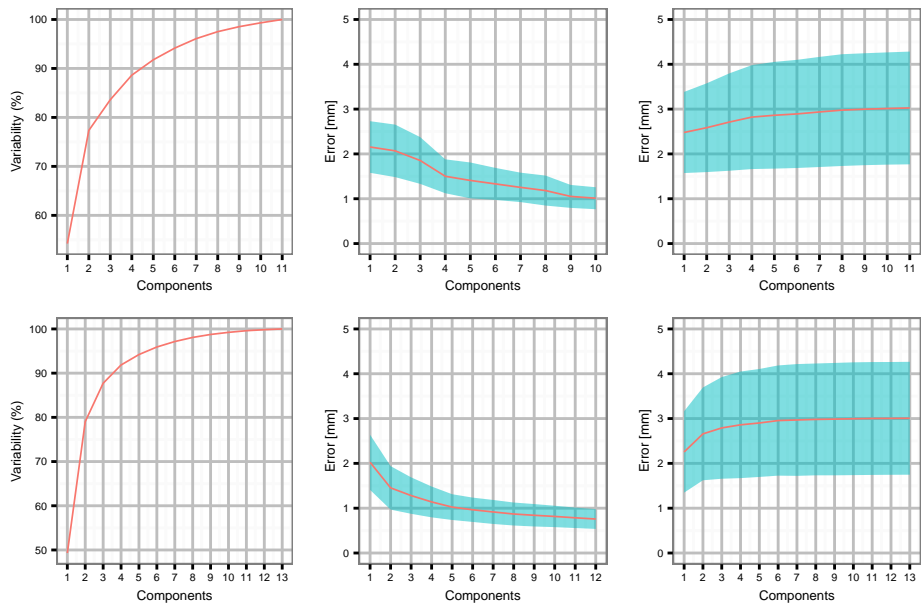 100
90
80
70
60
Variability (%)
1 2 3 4 5 6 7 8 9 10 11
Components
5
4
3
2
1
0
Error [mm]
1 2 3 4 5 6 7 8 9 10
Components
5
4
3
2
1
0
Error [mm]
1 2 3 4 5 6 7 8 9 10 11
Components
100
90
80
70
60
50
Variability (%)
1 2 3 4 5 6 7 8 9 10 11 12 13
Components
5
4
3
2
1
0
Error [mm]
1 2 3 4 5 6 7 8 9 10 11 12
Components
5
4
3
2
1
0
Error [mm]
1 2 3 4 5 6 7 8 9 10 11 12 13
Components